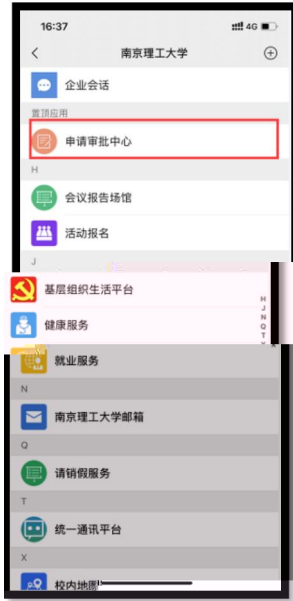 16:37
4G
南京理工大学
企业会话
置顶应用
申请审批中心
H
会议报告场馆
活动报名
J
基层组织生活平台
H
J
N
Q
T
健康服务
就业服务
N
南京理工大学邮箱
Q
请销假服务
T
统一通讯平台
X
校内地图